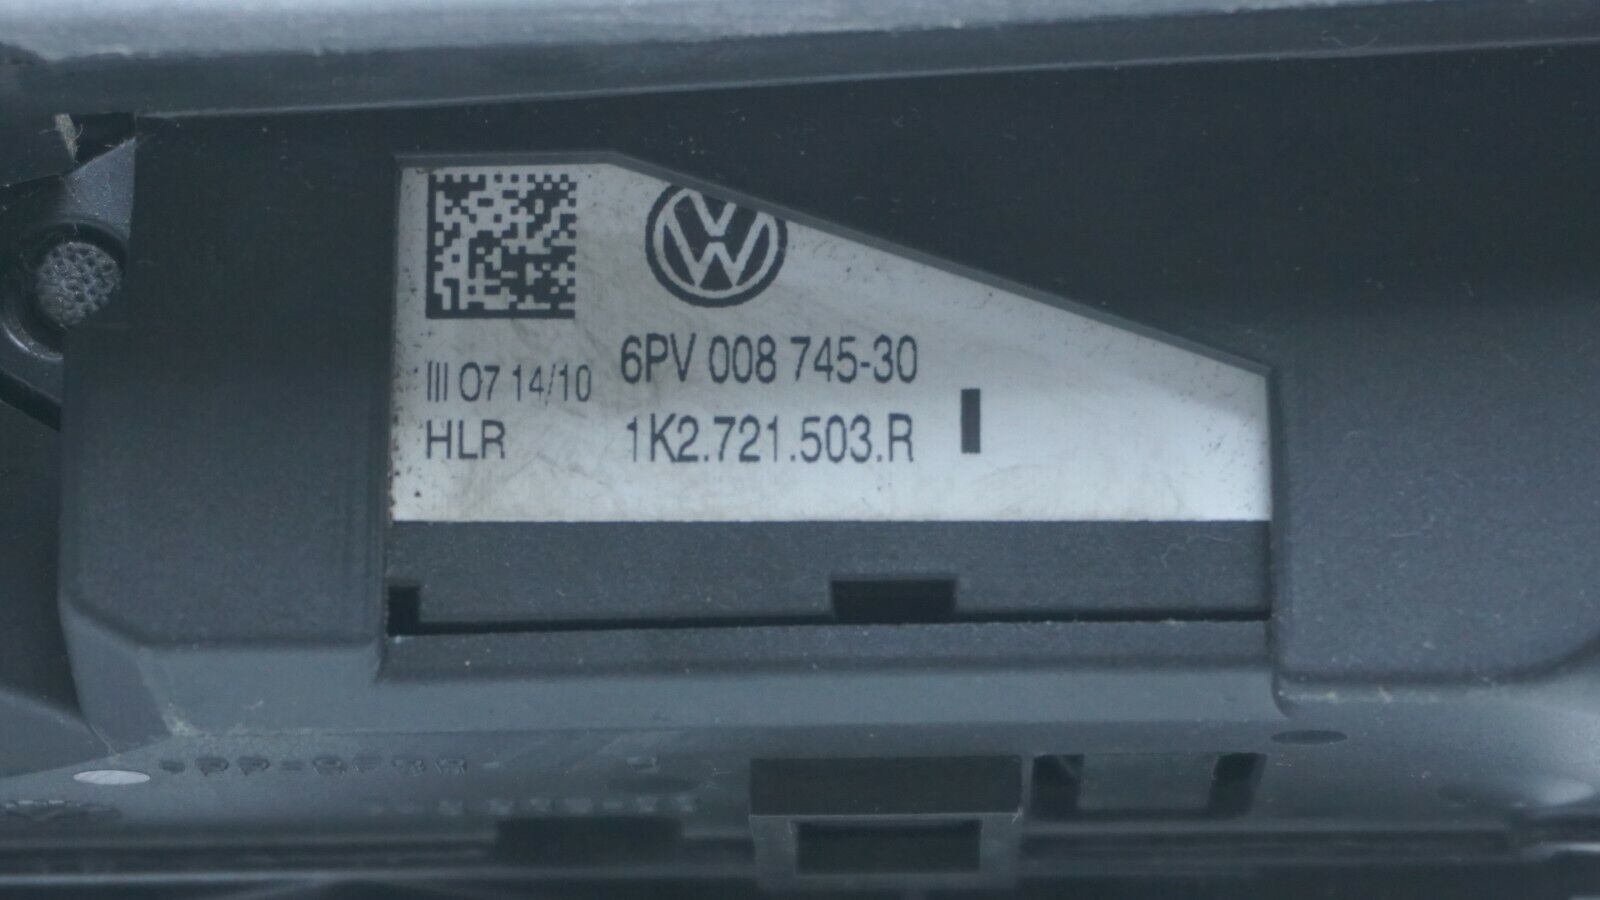 6PV 008 745-30
III 07 14/10
HLR 1K2.721.503.R